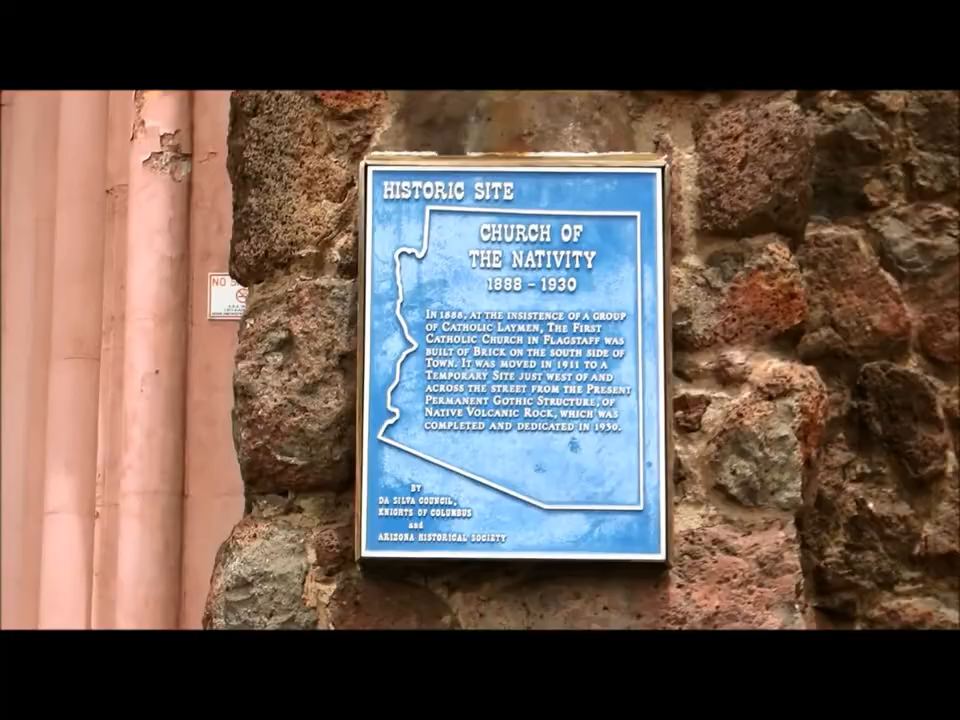 HISTORIC SITE
CHURCH OF
THE NATIVITY
1888 - 1930
IN 1888, AT THE INSISTENCE OF A GROUP
OF CATHOLIC LAYMEN, THE FIRST
CATHOLIC CHURCH IN FLAGSTAFF WAS
BUILT OF BRICK ON THE SOUTH SIDE OF
TOWN. IT WAS MOVED IN 1911 TO A
TEMPORARY SITE JUST WEST OF AND
ACROSS THE STREET FROM THE PRESENT
PERMANENT GOTHIC STRUCTURE, OF
NATIVE VOLCANIC ROCK, WHICH WAS
COMPLETED AND DEDICATED IN 1930.
BY
DA SILVA COUNCIL,
KNIGHTS OF COLUMBUS
AND
ARIZONA HISTORICAL SOCIETY
NO